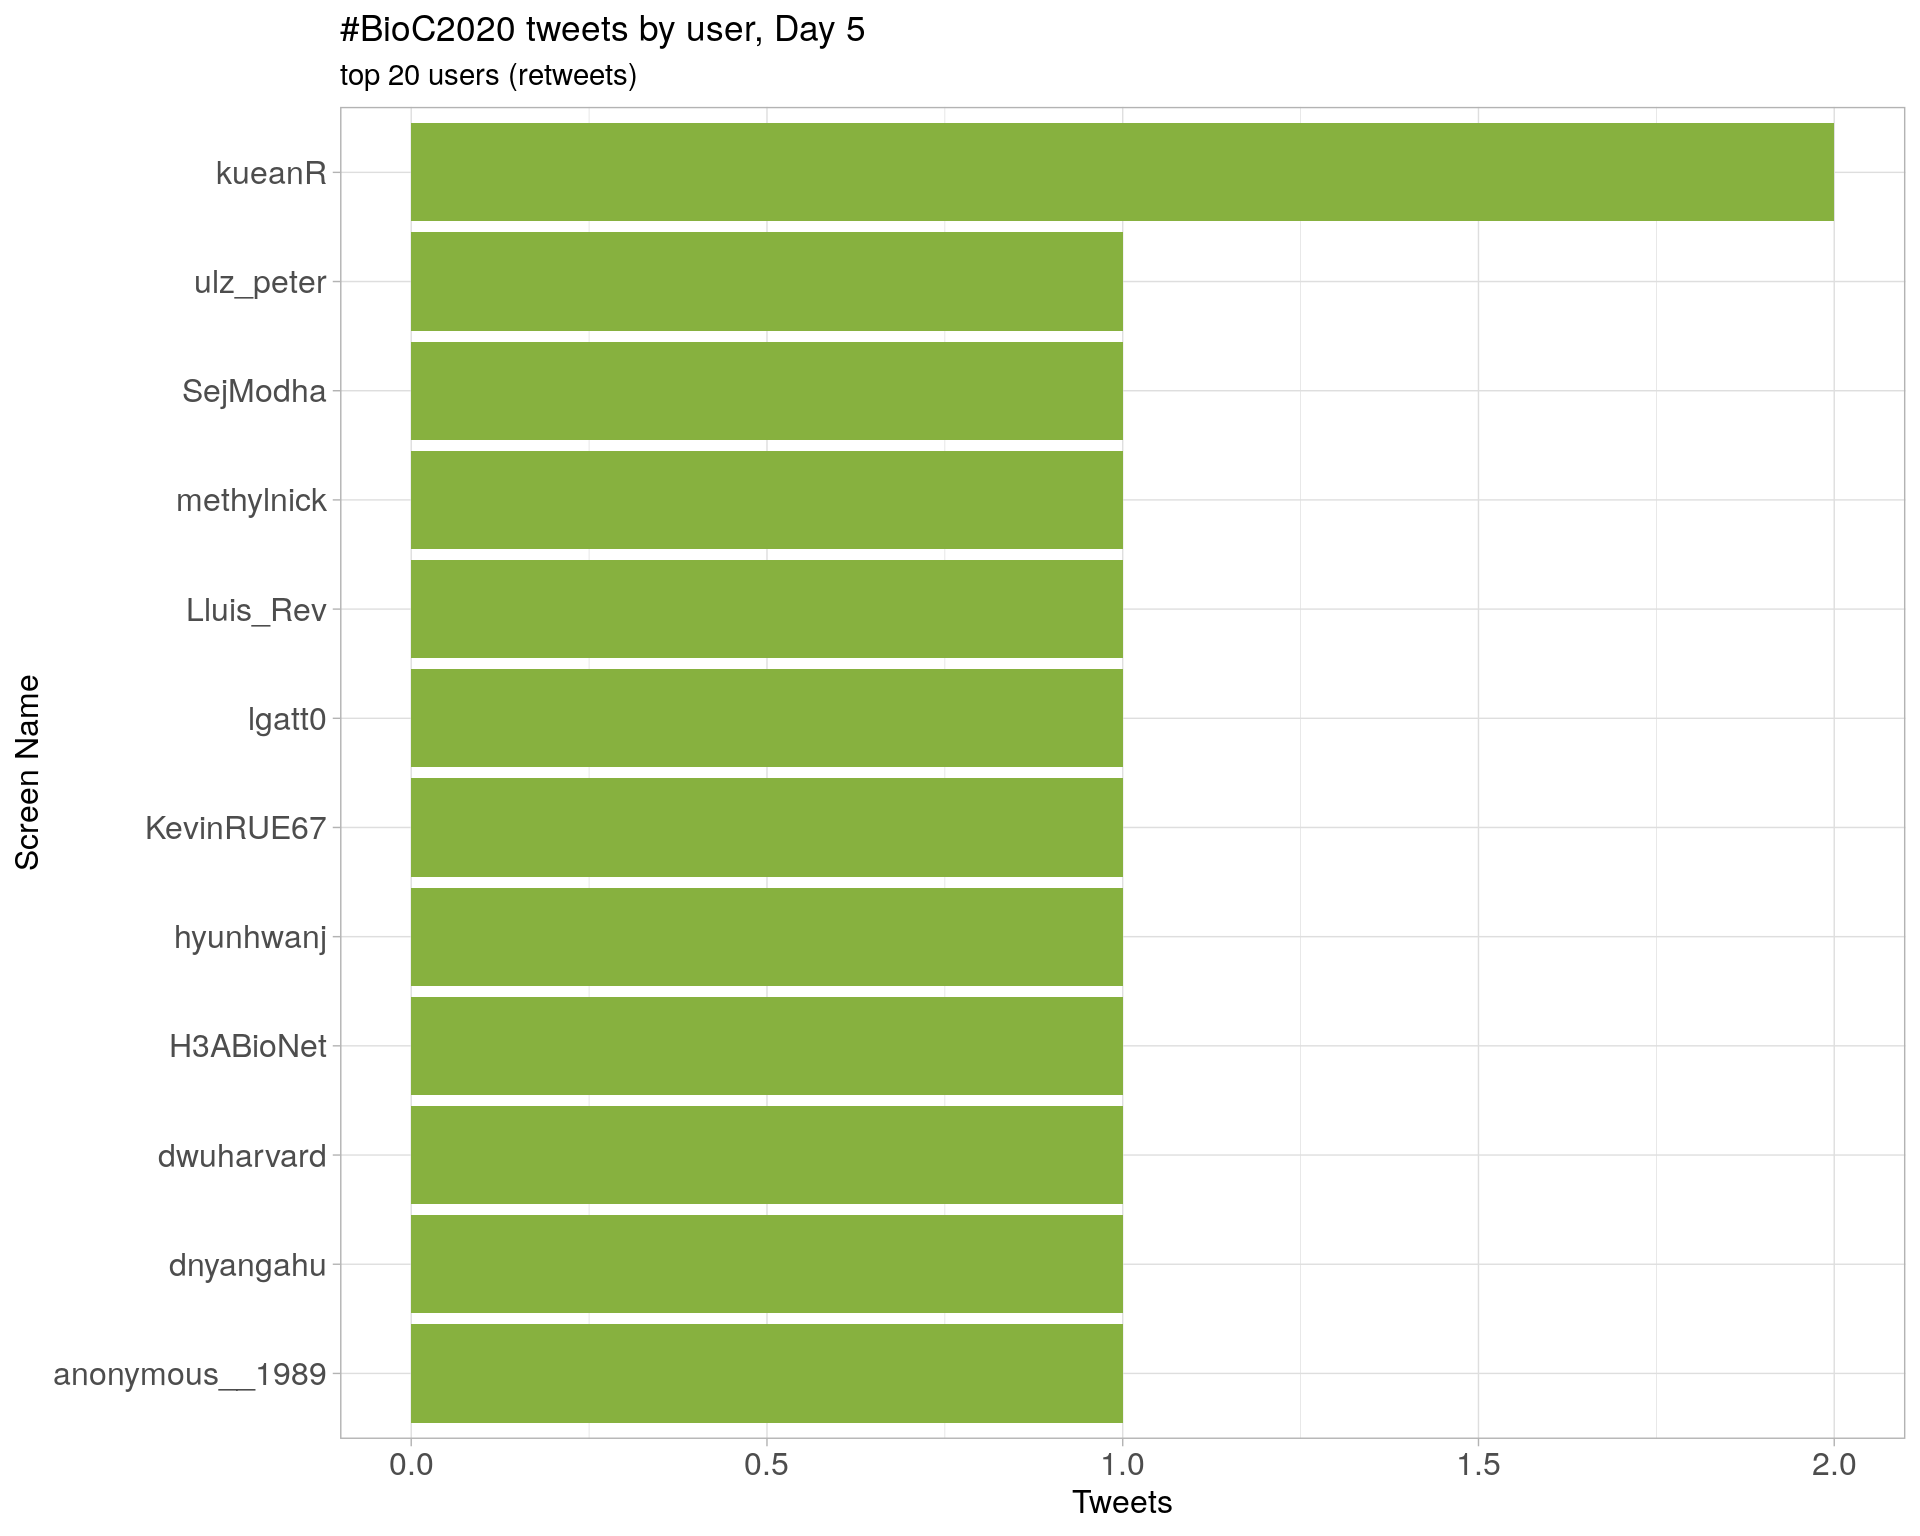 #BioC2020 tweets by user, Day 5
top 20 users (retweets)
Screen Name
kueanR
ulz_peter
SejModha
methylnick
Lluis_Rev
lgatt0
KevinRUE67
hyunhwanj
H3ABioNet
dwuharvard
dnyangahu
anonymous__1989
0.0 0.5 1.0 1.5 2.0
Tweets